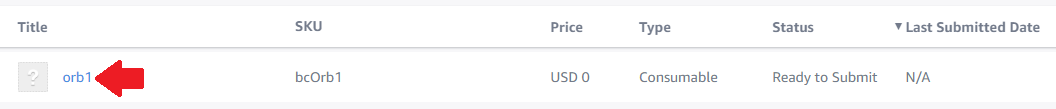 Title SKU Price Type Status ▼ Last Submitted Date
? orb1 bcOrb1 USD 0 Consumable Ready to Submit N/A